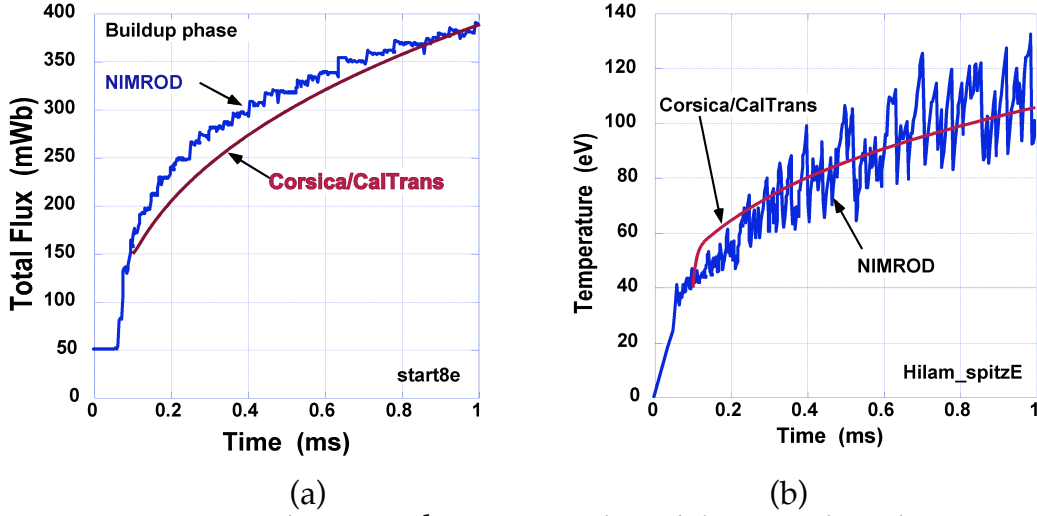 400
350
300
250
200
150
100
50
0
Total Flux (mWb)
Buildup phase
NIMROD
Corsica/CalTrans
start8e
0 0.2 0.4 0.6 0.8 1
Time (ms)
(a)
140
120
100
80
60
40
20
0
Temperature (eV)
Corsica/CalTrans
NIMROD
Hilam_spitzE
0 0.2 0.4 0.6 0.8 1
Time (ms)
(b)